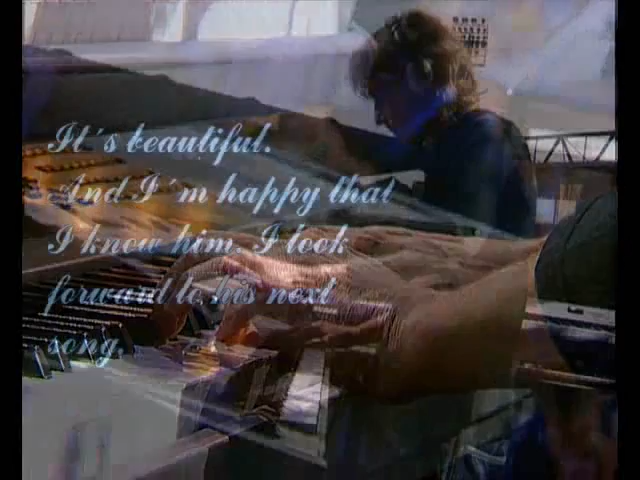 It´s beautiful.
And I´m happy that
I know him. I look
forward to his next
song.